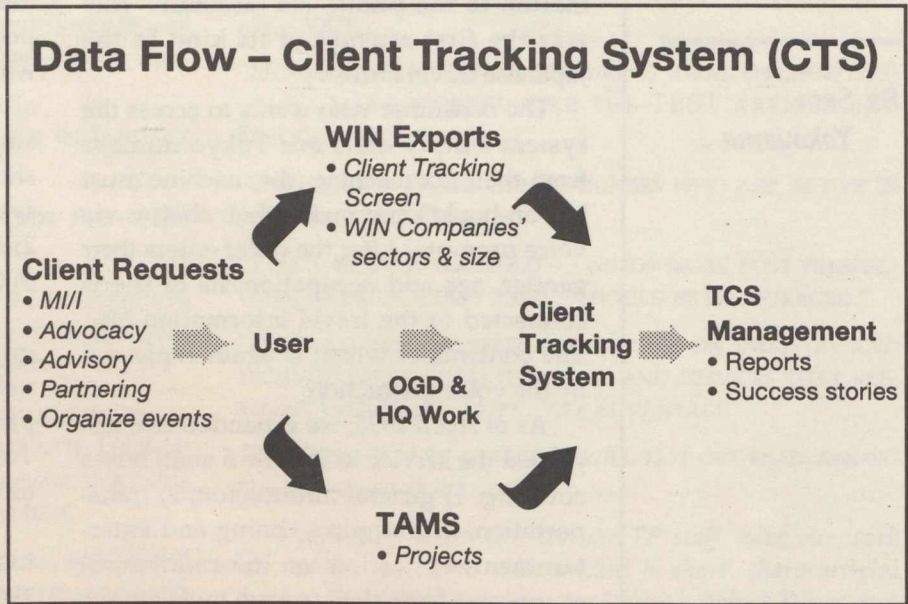 Data Flow – Client Tracking System (CTS)
WIN Exports
• Client Tracking
Screen
• WIN Companies'
sectors & size
Client Requests
• MI/I
• Advocacy
• Advisory
• Partnering
• Organize events
User
OGD &
HQ Work
Client
Tracking
System
TCS
Management
• Reports
• Success stories
TAMS
• Projects